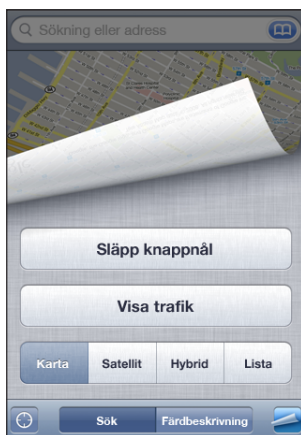 Sökning eller adress
Släpp knappnål
Visa trafik
Karta Satellit Hybrid Lista
Sök Färdbeskrivning